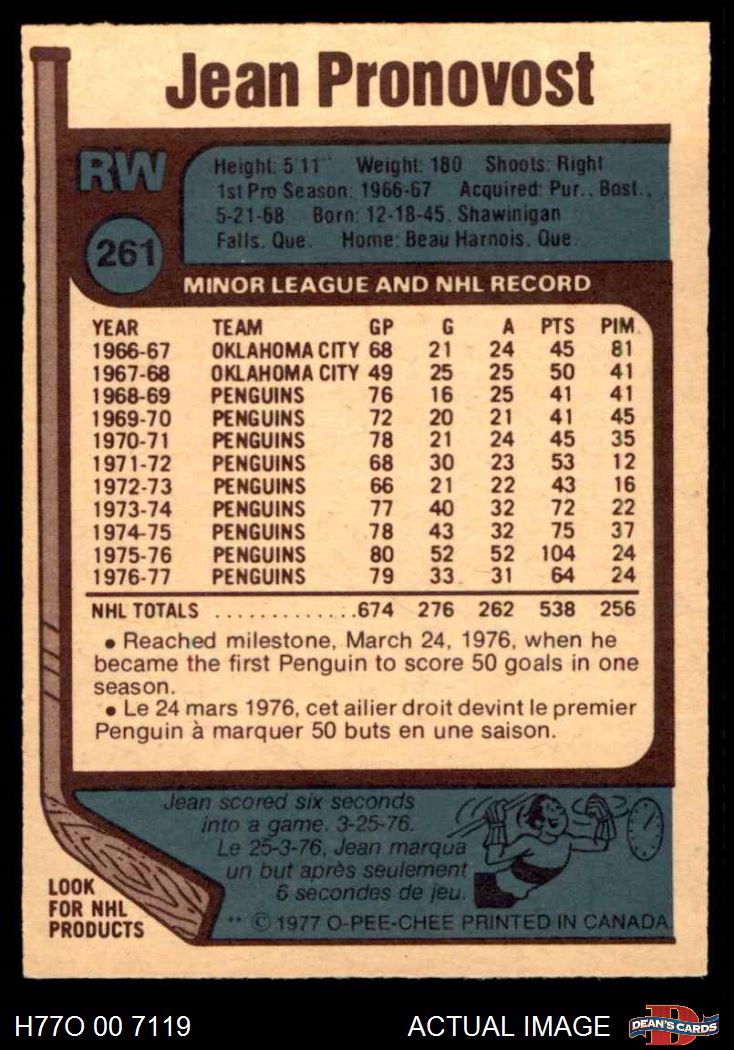 Jean Pronovost
RW
Height: 5'11" Weight: 180 Shoots: Right
1st Pro Season: 1966-67 Acquired: Pur., Bost.,
5-21-68 Born: 12-18-45, Shawinigan
Falls, Que. Home: Beau Harnois, Que.
261
MINOR LEAGUE AND NHL RECORD
YEAR TEAM GP G A PTS PIM
1966-67 OKLAHOMA CITY 68 21 24 45 81
1967-68 OKLAHOMA CITY 49 25 25 50 41
1968-69 PENGUINS 76 16 25 41 41
1969-70 PENGUINS 72 20 21 41 45
1970-71 PENGUINS 78 21 24 45 35
1971-72 PENGUINS 68 30 23 53 12
1972-73 PENGUINS 66 21 22 43 16
1973-74 PENGUINS 77 40 32 72 22
1974-75 PENGUINS 78 43 32 75 37
1975-76 PENGUINS 80 52 52 104 24
1976-77 PENGUINS 79 33 31 64 24
NHL TOTALS ..............674 276 262 538 256
• Reached milestone, March 24, 1976, when he
became the first Penguin to score 50 goals in one
season.
• Le 24 mars 1976, cet ailier droit devint le premier
Penguin à marquer 50 buts en une saison.
Jean scored six seconds
into a game, 3-25-76.
Le 25-3-76, Jean marqua
un but après seulement
6 secondes de jeu.
LOOK
FOR NHL
PRODUCTS
** © 1977 O-PEE-CHEE PRINTED IN CANADA
H77O 00 7119
ACTUAL IMAGE
D
DEAN'S CARDS